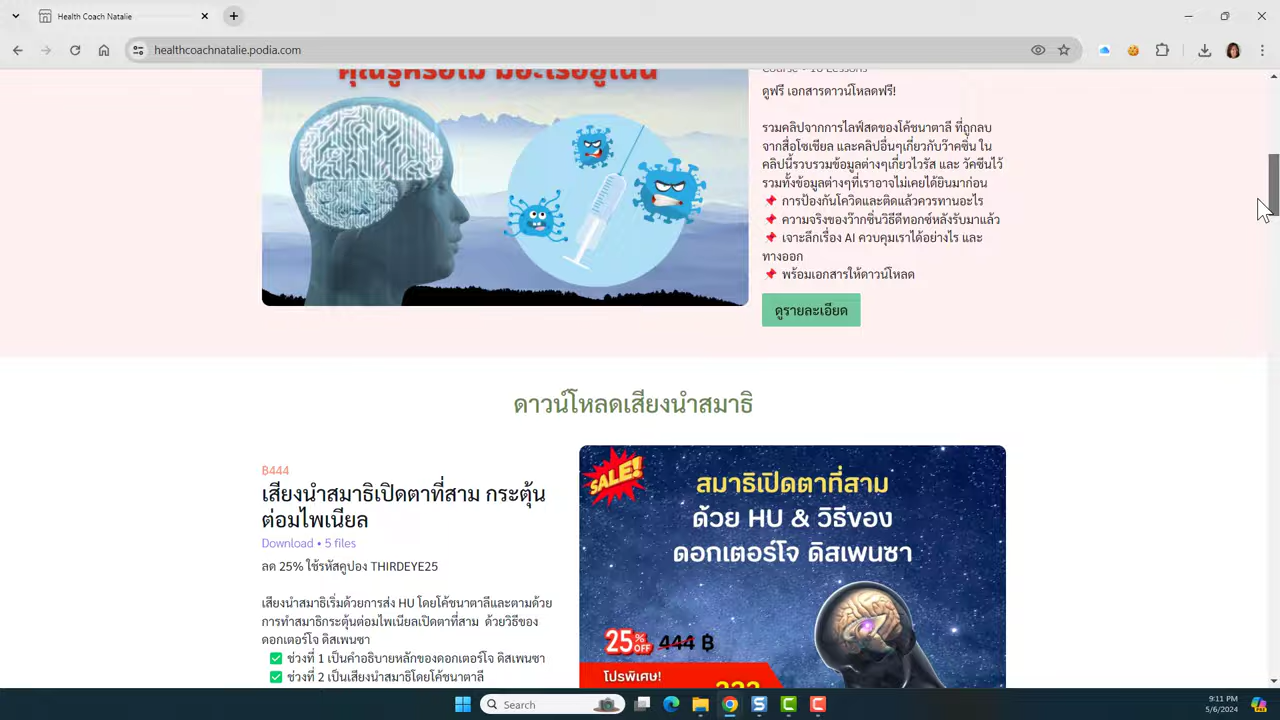 Health Coach Natalie
healthcoachnatalie.podia.com
คุณรู้หรือไม่ มีอะไรอยู่ในนี้
Course • 10 Lessons
ดูฟรี เอกสารดาวน์โหลดฟรี!
รวมคลิปจากการไลฟ์สดของโค้ชนาตาลี ที่ถูกลบ
จากสื่อโซเชียล และคลิปอื่นๆเกี่ยวกับว๊าคซีน ใน
คลิปนี้รวบรวมข้อมูลต่างๆเกี่ยวไวรัส และ วัคซีนไว้
รวมทั้งข้อมูลต่างๆที่เราอาจไม่เคยได้ยินมาก่อน
📌 การป้องกันโควิดและติดแล้วควรทานอะไร
📌 ความจริงของว๊ากซีนวิธีดีทอกซ์หลังรับมาแล้ว
📌 เจาะลึกเรื่อง AI ควบคุมเราได้อย่างไร และ
ทางออก
📌 พร้อมเอกสารให้ดาวน์โหลด
ดูรายละเอียด
ดาวน์โหลดเสียงนำสมาธิ
฿444
เสียงนำสมาธิเปิดตาที่สาม กระตุ้น
ต่อมไพเนียล
Download • 5 files
ลด 25% ใช้รหัสคูปอง THIRDEYE25
เสียงนำสมาธิเริ่มด้วยการส่ง HU โดยโค้ชนาตาลีและตามด้วย
การทำสมาธิกระตุ้นต่อมไพเนียลเปิดตาที่สาม ด้วยวิธีของ
ดอกเตอร์โจ ดิสเพนซา
✅ ช่วงที่ 1 เป็นคำอธิบายหลักของดอกเตอร์โจ ดิสเพนซา
✅ ช่วงที่ 2 เป็นเสียงนำสมาธิโดยโค้ชนาตาลี
SALE!
สมาธิเปิดตาที่สาม
ด้วย HU & วิธีของ
ดอกเตอร์โจ ดิสเพนซา
25% OFF 444 ฿
โปรพิเศษ!
333
Search
9:11 PM
5/6/2024